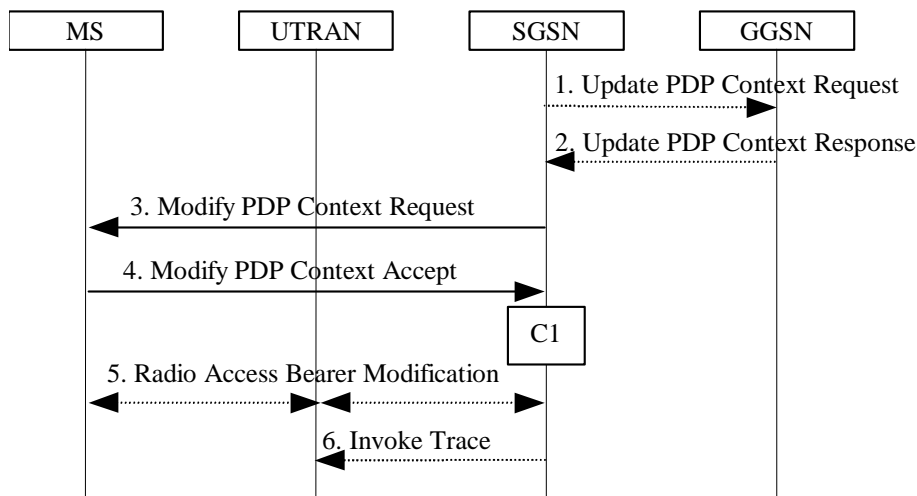 MS
UTRAN
SGSN
GGSN
1. Update PDP Context Request
2. Update PDP Context Response
3. Modify PDP Context Request
4. Modify PDP Context Accept
C1
5. Radio Access Bearer Modification
6. Invoke Trace